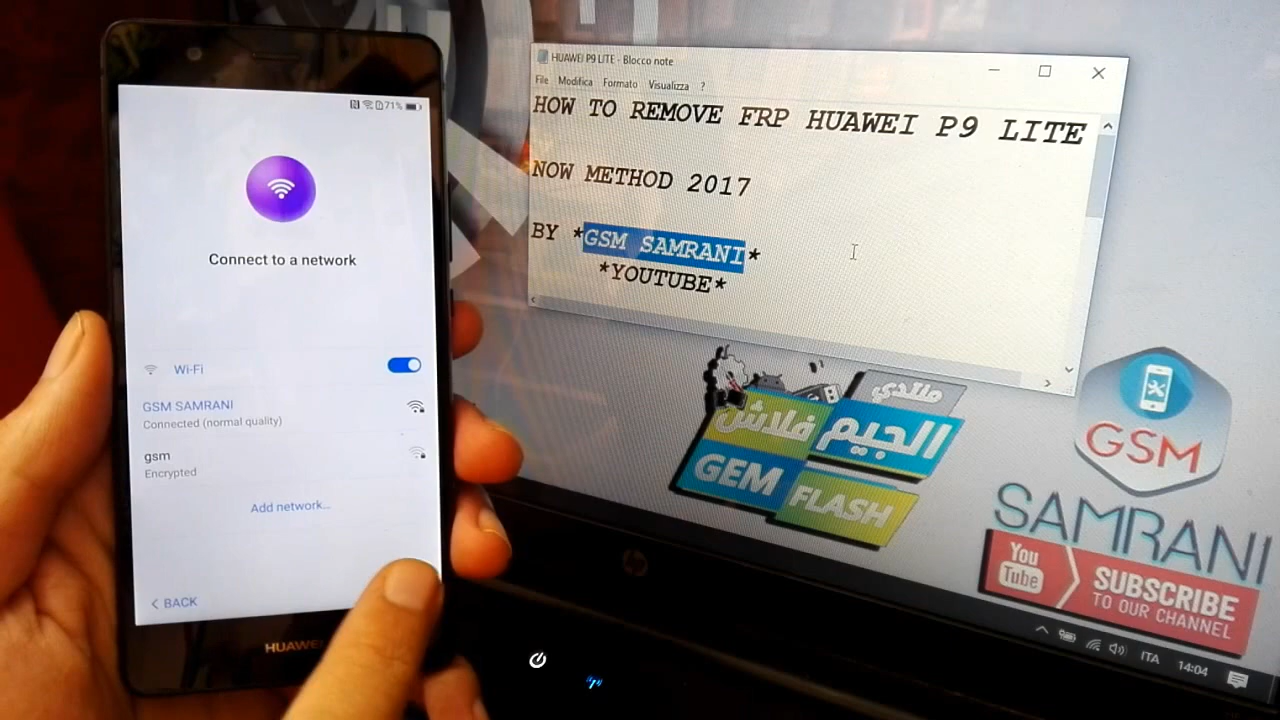 71%
Connect to a network
Wi-Fi
GSM SAMRANI
Connected (normal quality)
gsm
Encrypted
Add network...
BACK
HUAWEI
HUAWEI P9 LITE - Blocco note
File Modifica Formato Visualizza ?
HOW TO REMOVE FRP HUAWEI P9 LITE
NOW METHOD 2017
BY *GSM SAMRANI*
*YOUTUBE*
منتدي
الجيم فلاش
GEM FLASH
GSM
SAMRANI
You Tube
SUBSCRIBE
TO OUR CHANNEL
hp
ITA
14:04